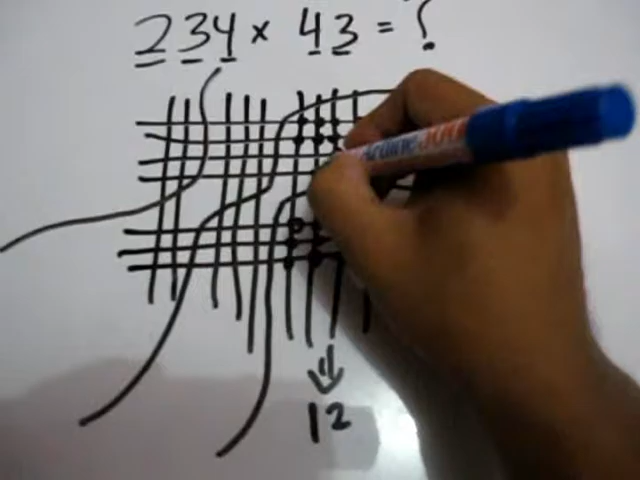 234 × 43 = ?
12